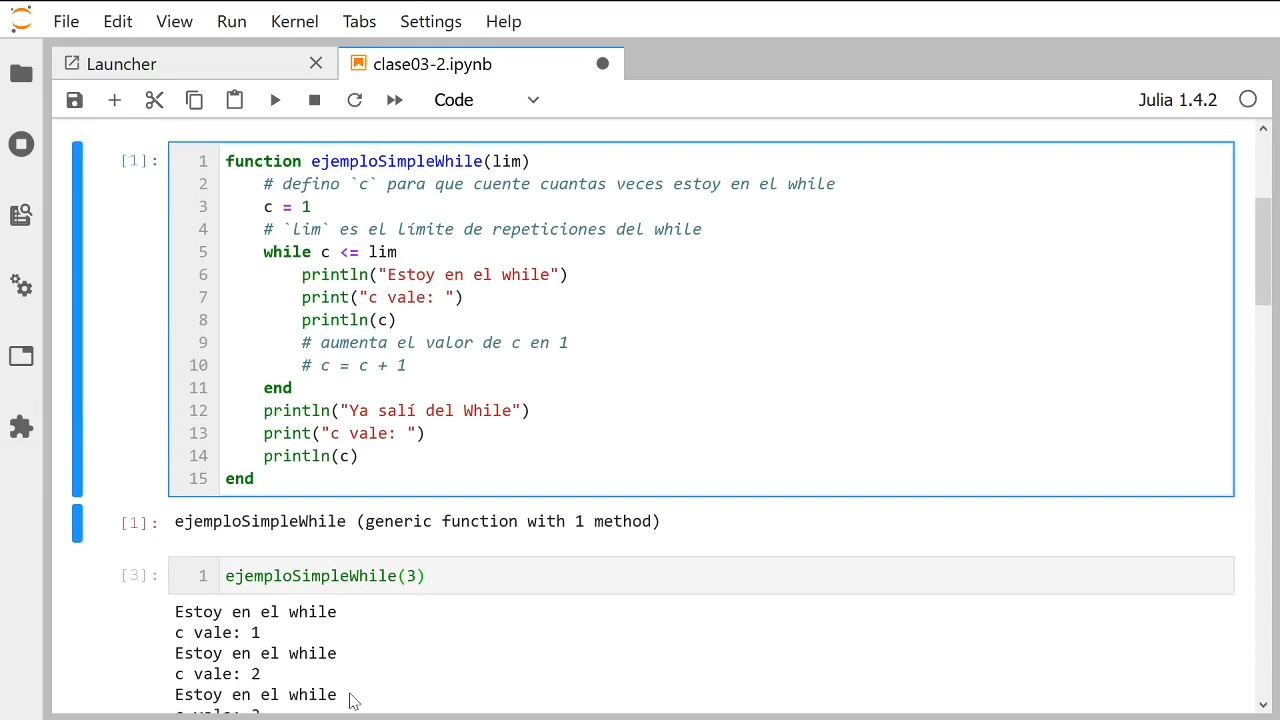 File Edit View Run Kernel Tabs Settings Help
Launcher
clase03-2.ipynb
Code
Julia 1.4.2
[1]:
1 function ejemploSimpleWhile(lim)
2 # defino `c` para que cuente cuantas veces estoy en el while
3 c = 1
4 # `lim` es el límite de repeticiones del while
5 while c <= lim
6 println("Estoy en el while")
7 print("c vale: ")
8 println(c)
9 # aumenta el valor de c en 1
10 # c = c + 1
11 end
12 println("Ya salí del While")
13 print("c vale: ")
14 println(c)
15 end
[1]: ejemploSimpleWhile (generic function with 1 method)
[3]: 1 ejemploSimpleWhile(3)
Estoy en el while
c vale: 1
Estoy en el while
c vale: 2
Estoy en el while